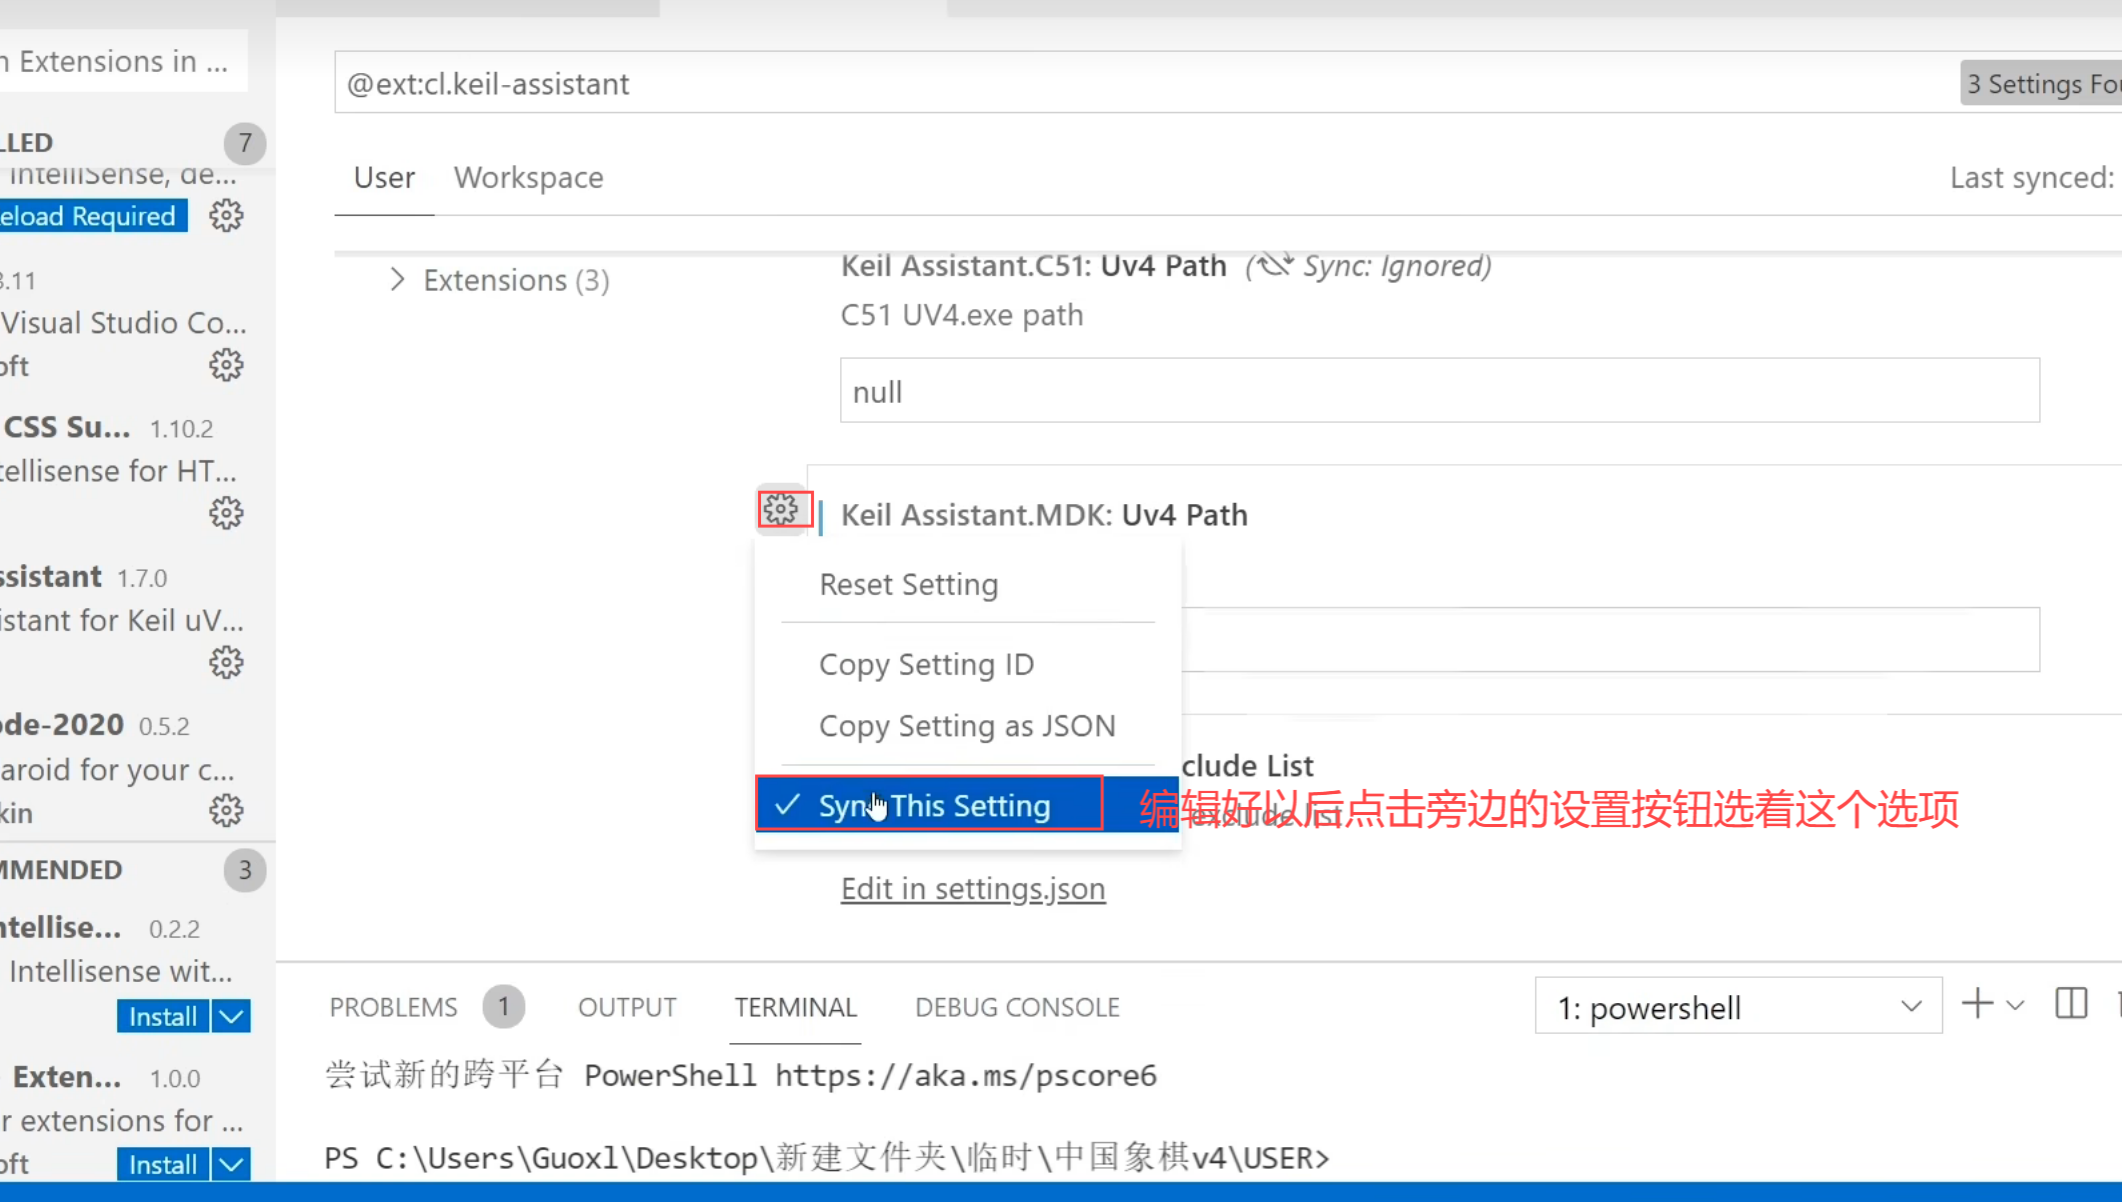 n Extensions in ...
LLED
7
IntelliSense, de...
eload Required
3.11
Visual Studio Co...
oft
CSS Su... 1.10.2
tellisense for HT...
ssistant 1.7.0
istant for Keil uV...
ode-2020 0.5.2
aroid for your c...
kin
MMENDED
3
ntellise... 0.2.2
Intellisense wit...
Install
Exten... 1.0.0
r extensions for ...
oft
Install
@ext:cl.keil-assistant
3 Settings Fou
User
Workspace
Last synced:
Extensions (3)
Keil Assistant.C51: Uv4 Path (Sync: Ignored)
C51 UV4.exe path
null
Keil Assistant.MDK: Uv4 Path
Reset Setting
Copy Setting ID
Copy Setting as JSON
Sync This Setting
clude List
exclude list
编辑好以后点击旁边的设置按钮选着这个选项
Edit in settings.json
PROBLEMS
1
OUTPUT
TERMINAL
DEBUG CONSOLE
1: powershell
尝试新的跨平台 PowerShell https://aka.ms/pscore6
PS C:\Users\Guoxl\Desktop\新建文件夹\临时\中国象棋v4\USER>